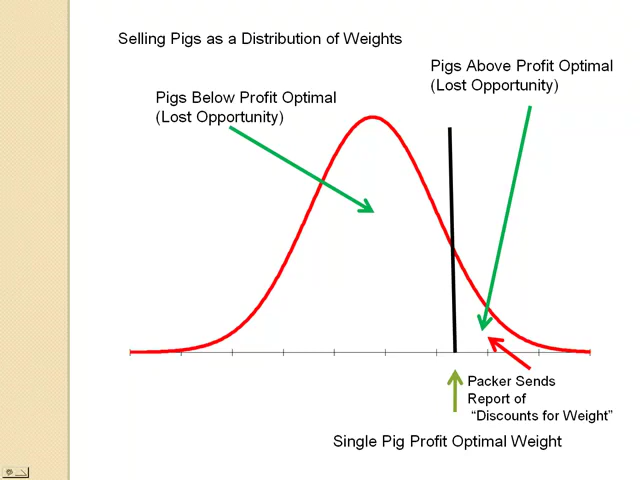 Selling Pigs as a Distribution of Weights
Pigs Above Profit Optimal
(Lost Opportunity)
Pigs Below Profit Optimal
(Lost Opportunity)
Packer Sends
Report of
“Discounts for Weight”
Single Pig Profit Optimal Weight